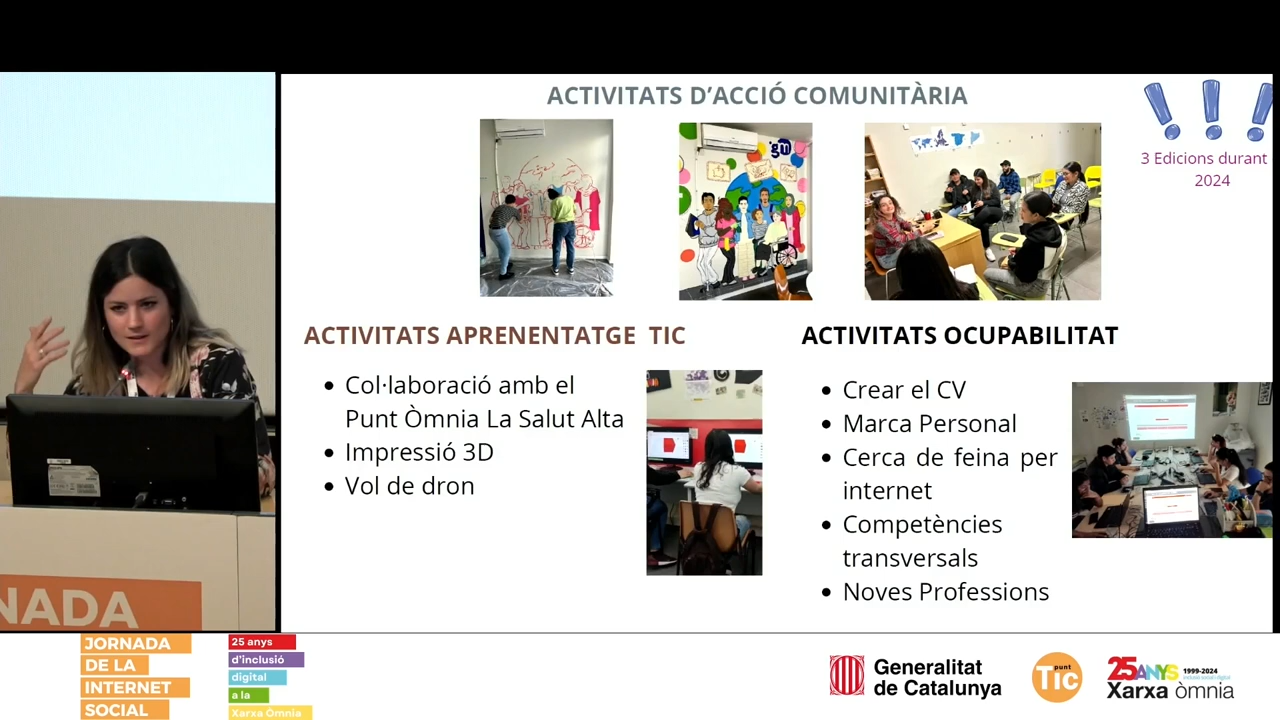 ACTIVITATS D'ACCIÓ COMUNITÀRIA
3 Edicions durant
2024
gm
ACTIVITATS APRENENTATGE TIC
• Col·laboració amb el
Punt Òmnia La Salut Alta
• Impressió 3D
• Vol de dron
ACTIVITATS OCUPABILITAT
• Crear el CV
• Marca Personal
• Cerca de feina per
internet
• Competències
transversals
• Noves Professions
NADA
JORNADA
DE LA
INTERNET
SOCIAL
25 anys
d'inclusió
digital
a la
Xarxa Òmnia
Generalitat
de Catalunya
punt
Tic
25 ANYS 1999-2024
Xarxa òmnia